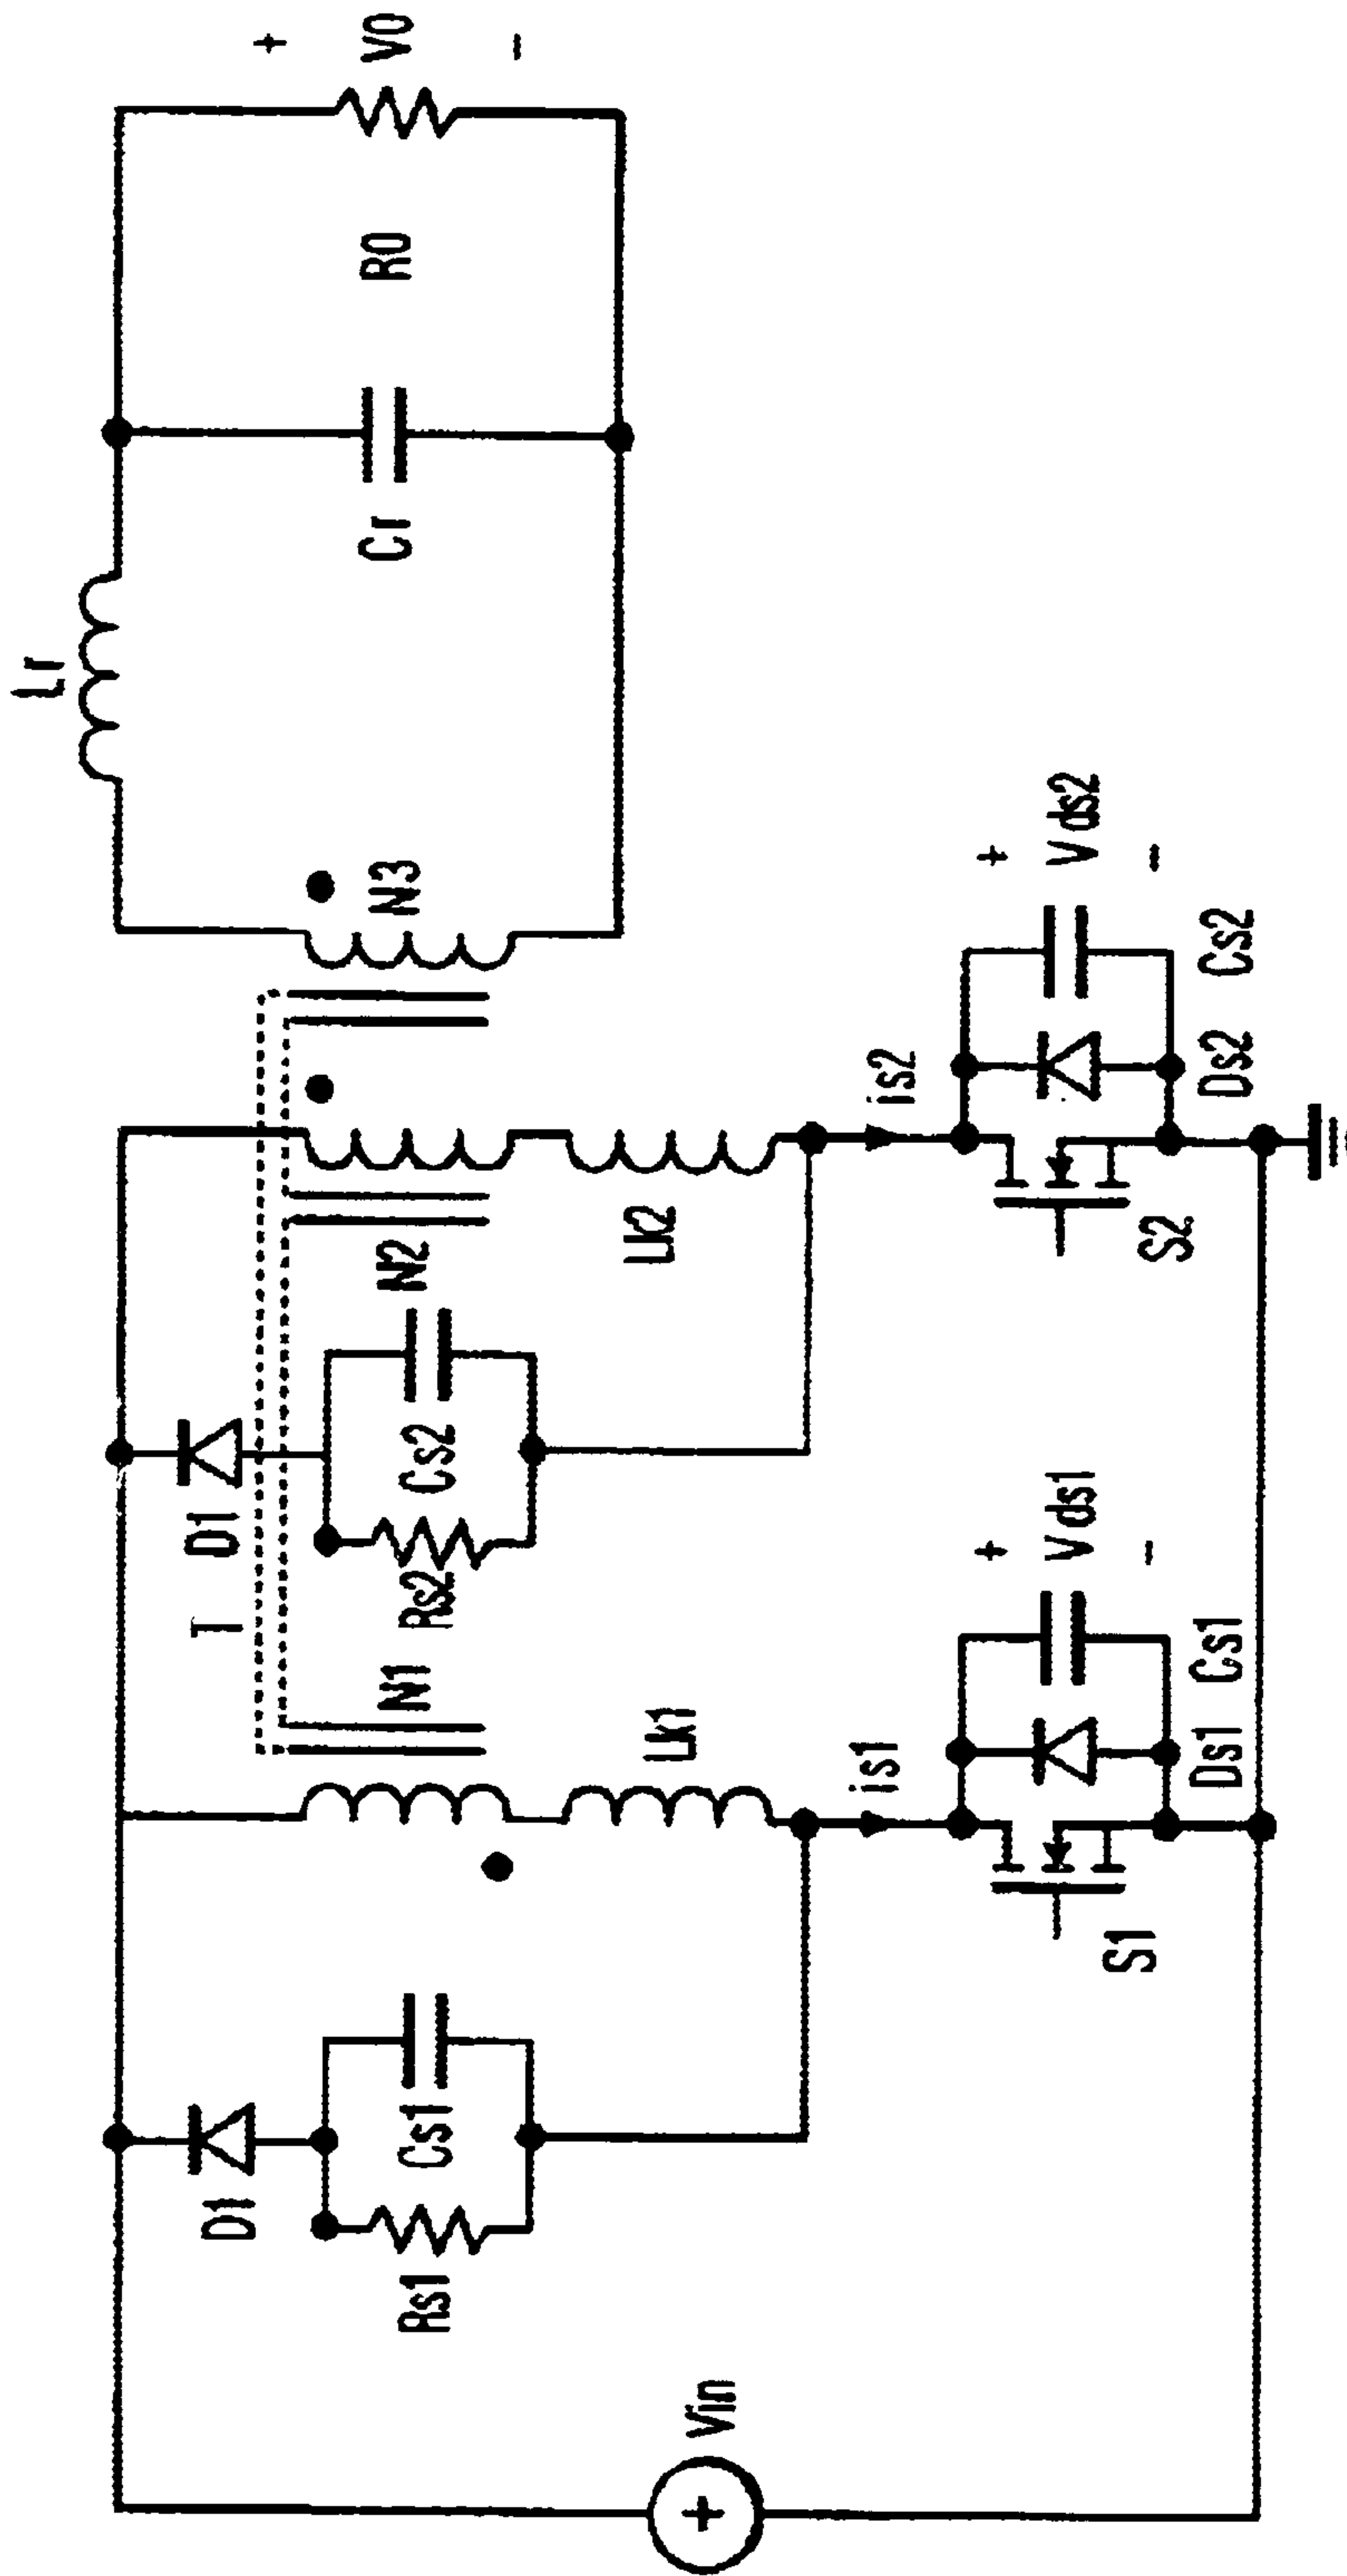 Lr
+
V0
-
R0
Cr
N3
T
D1
N1
N2
D1
Rs2
Cs2
Rs1
Cs1
Lk1
Lk2
Vin
+
is1
is2
+
Vds1
-
+
Vds2
-
S1
Ds1
Cs1
S2
Ds2
Cs2